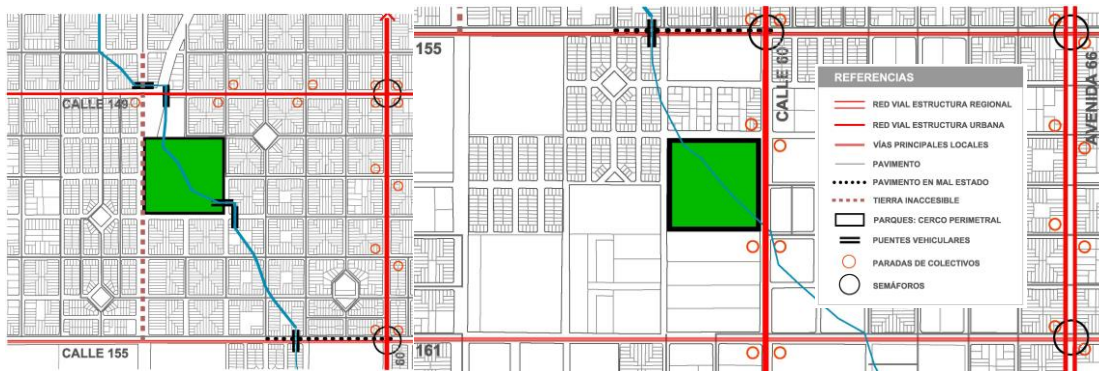 CALLE 149
CALLE 155
60
155
CALLE 60
AVENIDA 66
161
REFERENCIAS
RED VIAL ESTRUCTURA REGIONAL
RED VIAL ESTRUCTURA URBANA
VÍAS PRINCIPALES LOCALES
PAVIMENTO
PAVIMENTO EN MAL ESTADO
TIERRA INACCESIBLE
PARQUES: CERCO PERIMETRAL
PUENTES VEHICULARES
PARADAS DE COLECTIVOS
SEMÁFOROS